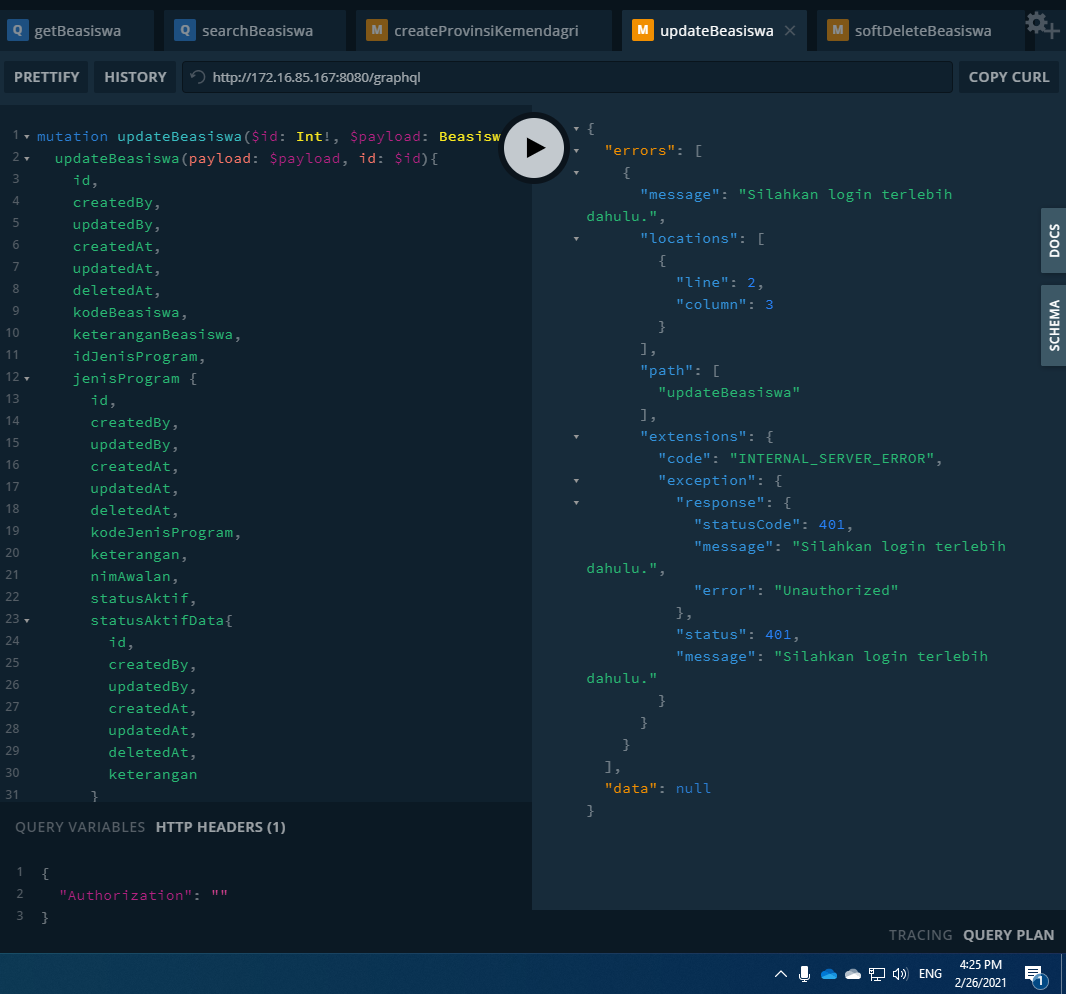 Q getBeasiswa
Q searchBeasiswa
M createProvinsiKemendagri
M updateBeasiswa
M softDeleteBeasiswa
PRETTIFY
HISTORY
http://172.16.85.167:8080/graphql
COPY CURL
1 mutation updateBeasiswa($id: Int!, $payload: Beasisw
2 updateBeasiswa(payload: $payload, id: $id){
3 id,
4 createdBy,
5 updatedBy,
6 createdAt,
7 updatedAt,
8 deletedAt,
9 kodeBeasiswa,
10 keteranganBeasiswa,
11 idJenisProgram,
12 jenisProgram {
13 id,
14 createdBy,
15 updatedBy,
16 createdAt,
17 updatedAt,
18 deletedAt,
19 kodeJenisProgram,
20 keterangan,
21 nimAwalan,
22 statusAktif,
23 statusAktifData{
24 id,
25 createdBy,
26 updatedBy,
27 createdAt,
28 updatedAt,
29 deletedAt,
30 keterangan
31 }
QUERY VARIABLES HTTP HEADERS (1)
1 {
2 "Authorization": ""
3 }
{
"errors": [
{
"message": "Silahkan login terlebih
dahulu.",
"locations": [
{
"line": 2,
"column": 3
}
],
"path": [
"updateBeasiswa"
],
"extensions": {
"code": "INTERNAL_SERVER_ERROR",
"exception": {
"response": {
"statusCode": 401,
"message": "Silahkan login terlebih
dahulu.",
"error": "Unauthorized"
},
"status": 401,
"message": "Silahkan login terlebih
dahulu."
}
}
}
],
"data": null
}
DOCS
SCHEMA
TRACING QUERY PLAN
ENG
4:25 PM
2/26/2021
1